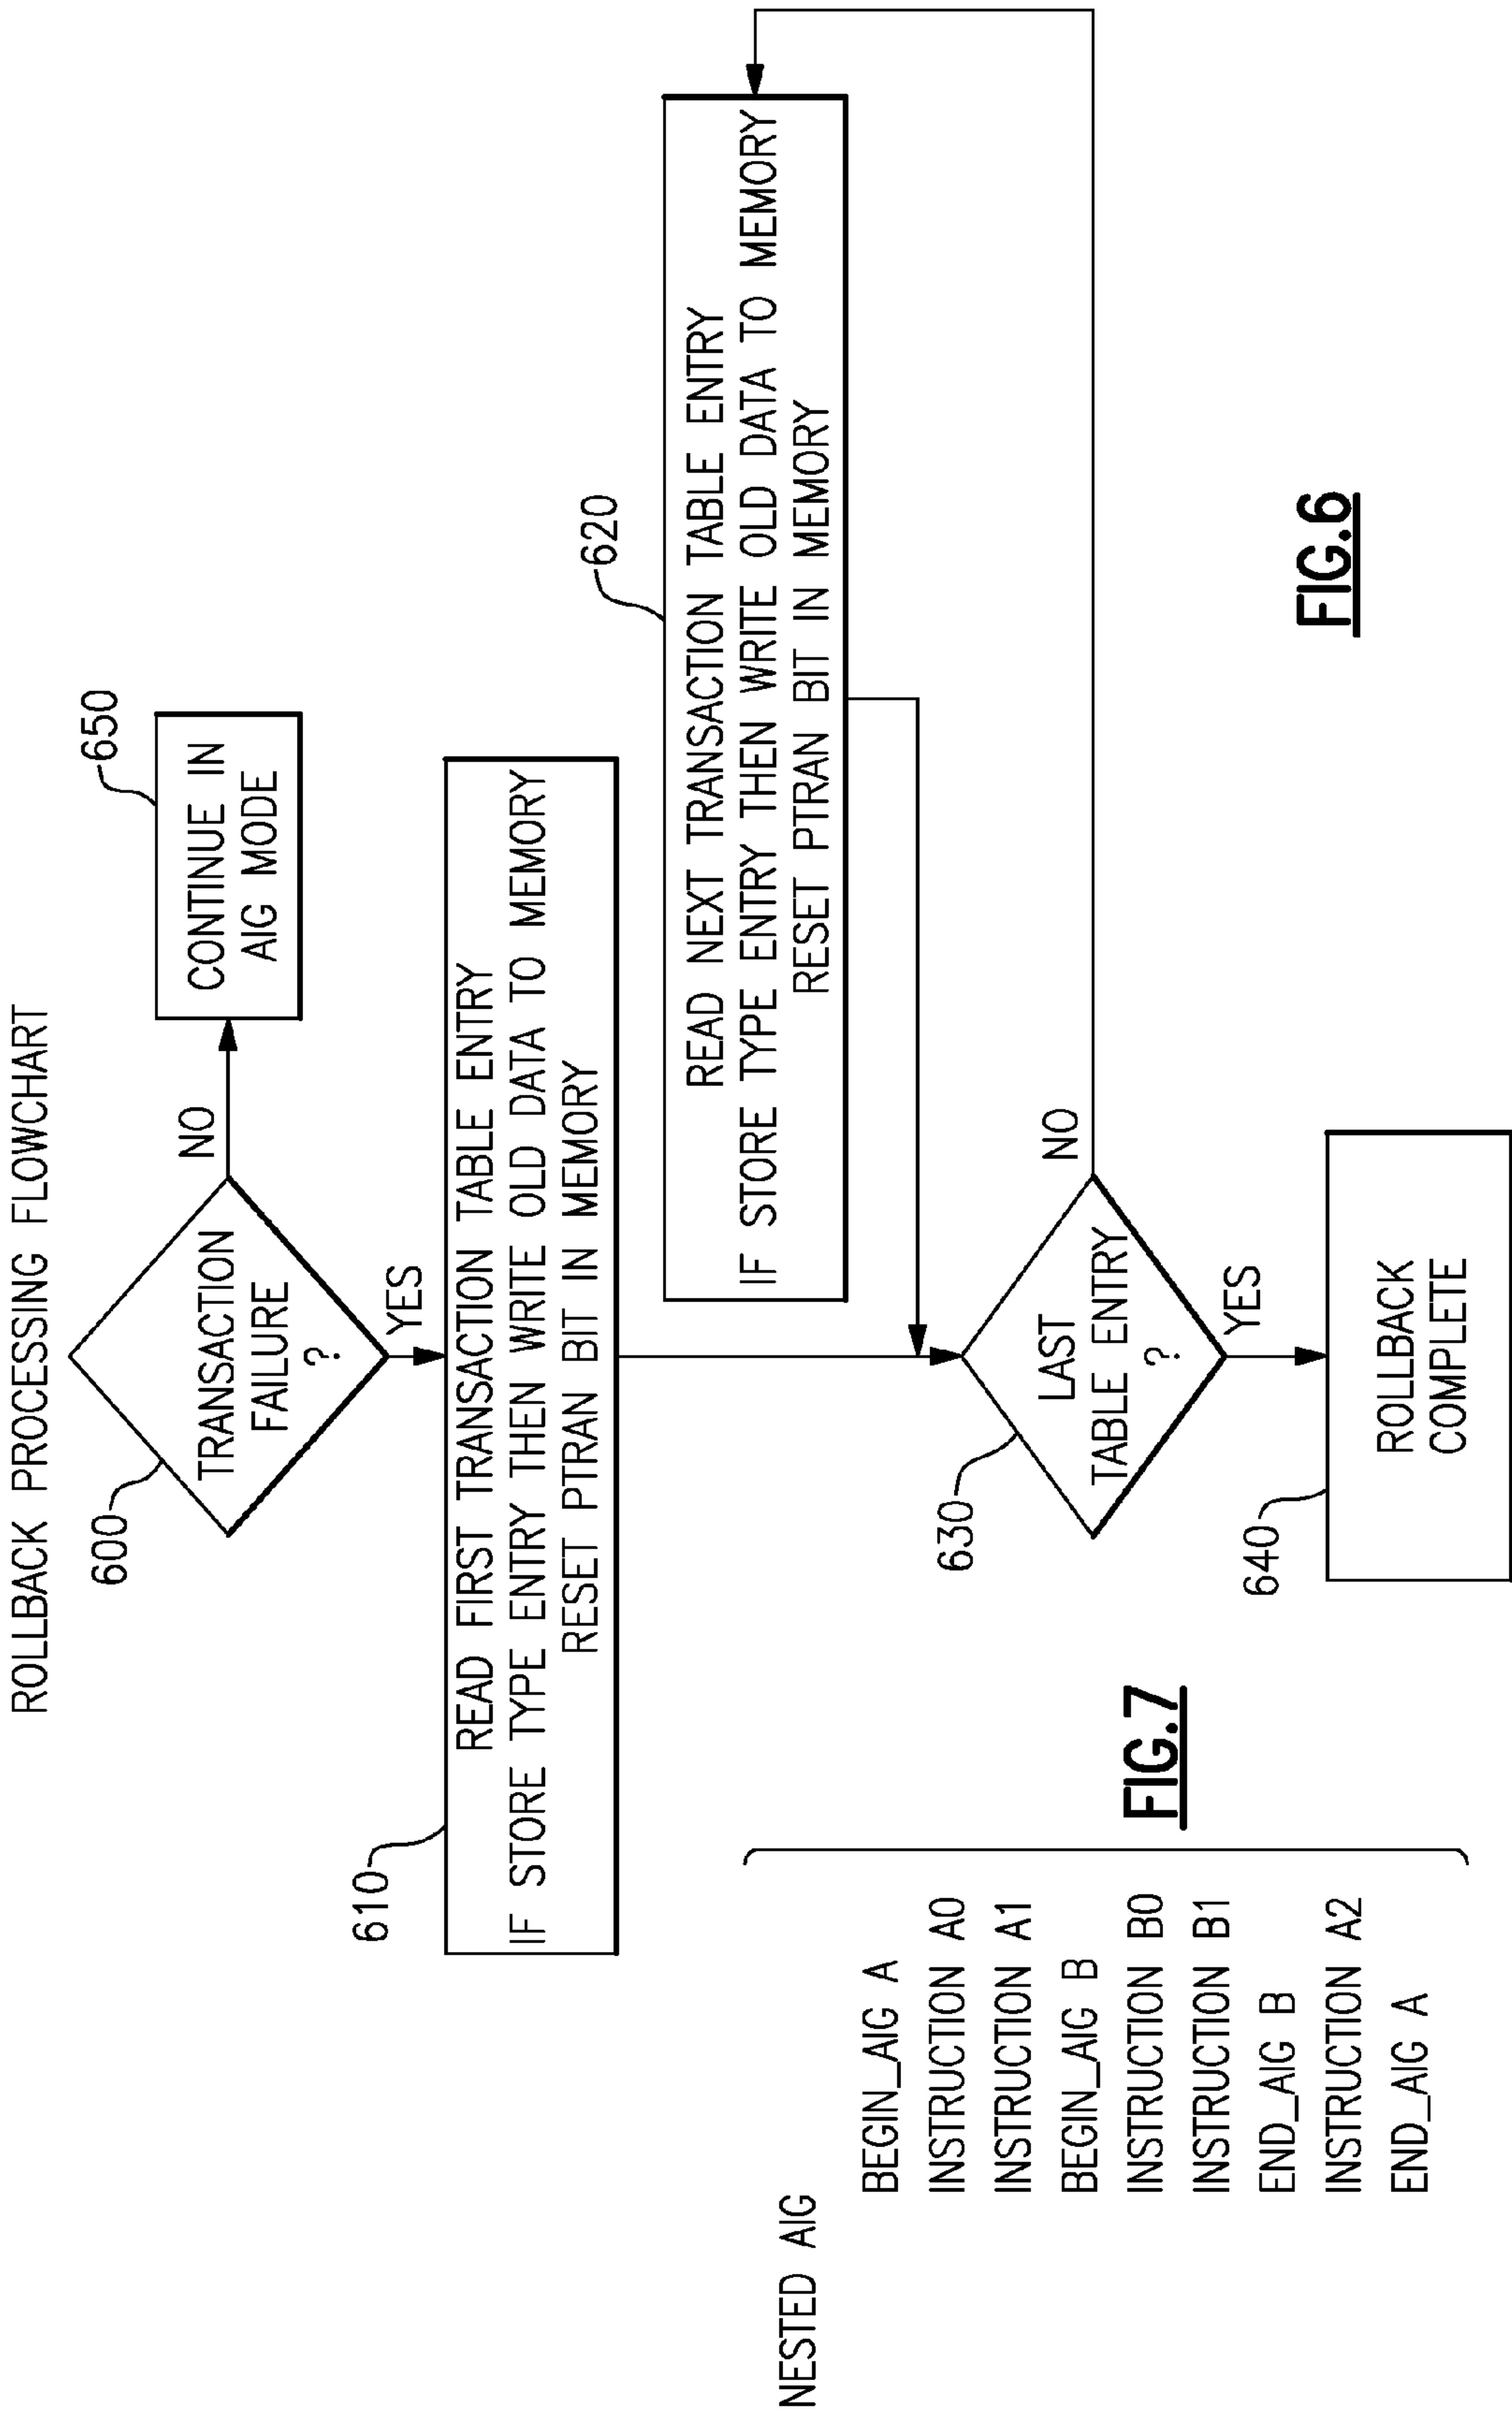 ROLLBACK PROCESSING FLOWCHART
600
TRANSACTION
FAILURE
?
NO
650
CONTINUE IN
AIG MODE
YES
610
READ FIRST TRANSACTION TABLE ENTRY
IF STORE TYPE ENTRY THEN WRITE OLD DATA TO MEMORY
RESET PTRAN BIT IN MEMORY
620
READ NEXT TRANSACTION TABLE ENTRY
IF STORE TYPE ENTRY THEN WRITE OLD DATA TO MEMORY
RESET PTRAN BIT IN MEMORY
630
LAST
TABLE ENTRY
?
NO
YES
640
ROLLBACK
COMPLETE
FIG.6
NESTED AIG
BEGIN_AIG A
INSTRUCTION A0
INSTRUCTION A1
BEGIN_AIG B
INSTRUCTION B0
INSTRUCTION B1
END_AIG B
INSTRUCTION A2
END_AIG A
FIG.7